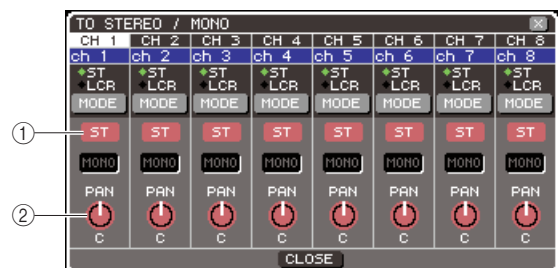 TO STEREO / MONO
CH 1 CH 2 CH 3 CH 4 CH 5 CH 6 CH 7 CH 8
ch 1 ch 2 ch 3 ch 4 ch 5 ch 6 ch 7 ch 8
ST ST ST ST ST ST ST ST
LCR LCR LCR LCR LCR LCR LCR LCR
MODE MODE MODE MODE MODE MODE MODE MODE
① ST ST ST ST ST ST ST ST
MONO MONO MONO MONO MONO MONO MONO MONO
PAN PAN PAN PAN PAN PAN PAN PAN
②
C C C C C C C C
CLOSE